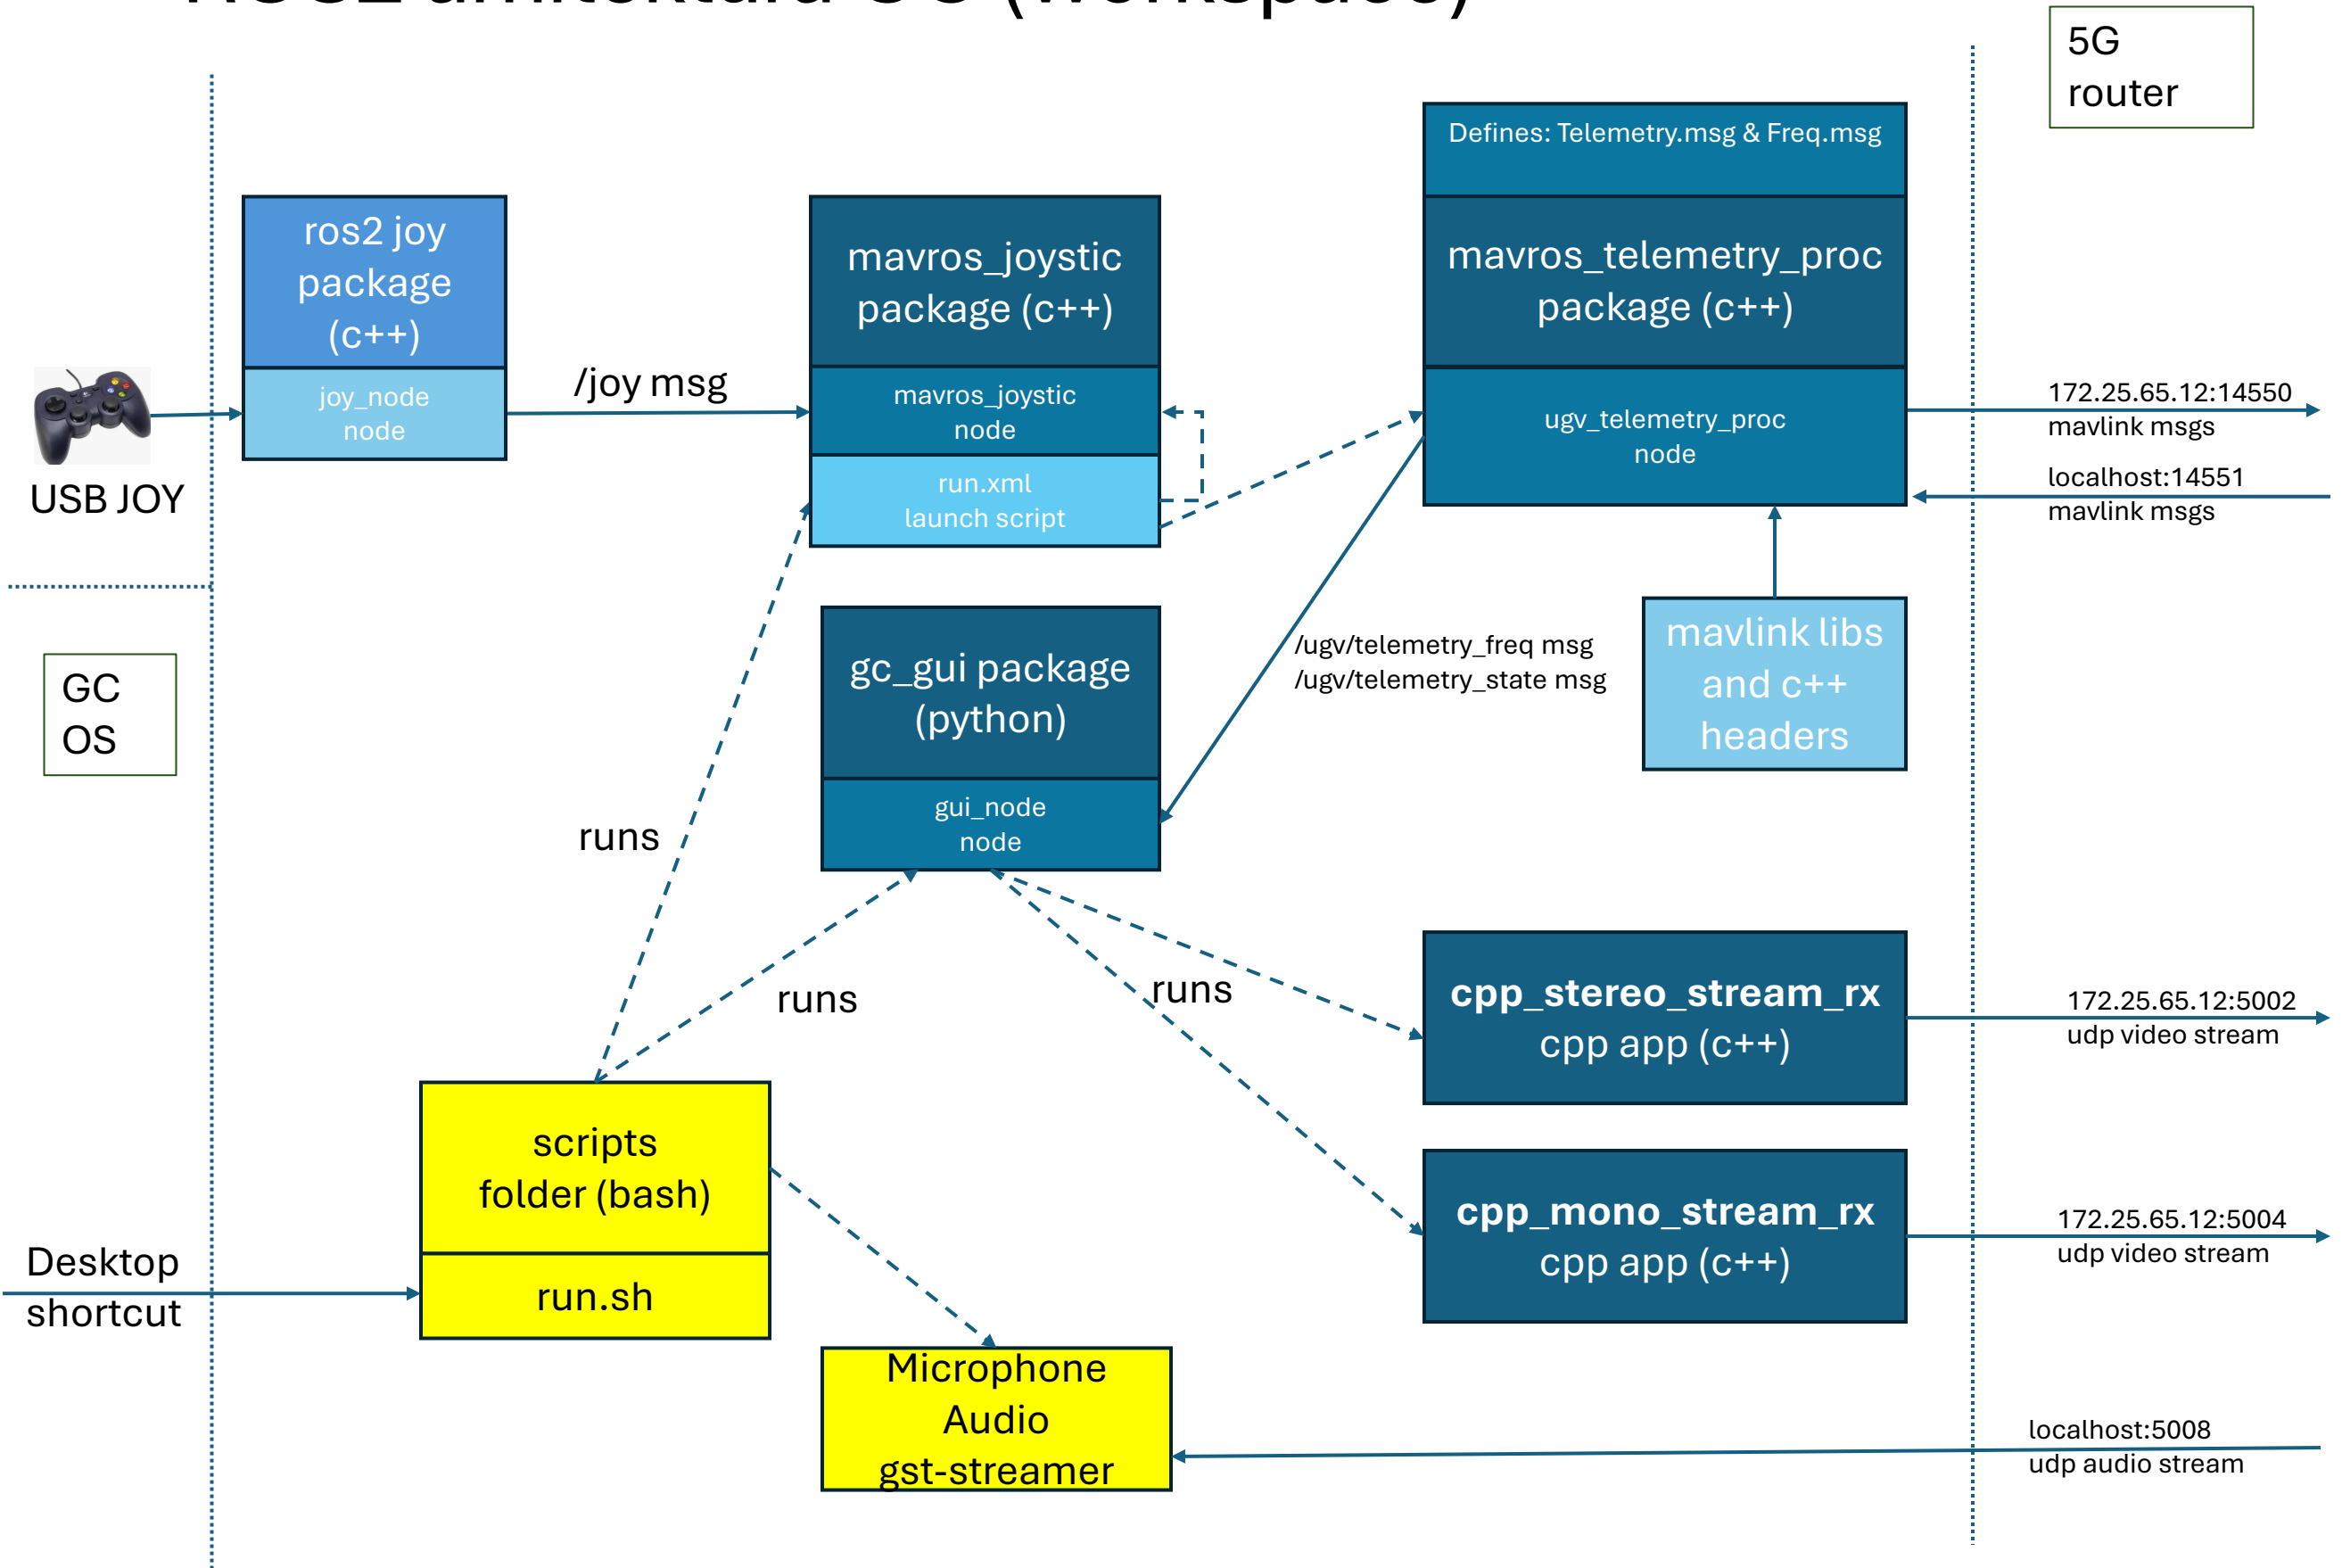 5G
router
Defines: Telemetry.msg & Freq.msg
ros2 joy
package
(c++)
joy_node
node
/joy msg
mavros_joystic
package (c++)
mavros_joystic
node
run.xml
launch script
mavros_telemetry_proc
package (c++)
ugv_telemetry_proc
node
172.25.65.12:14550
mavlink msgs
localhost:14551
mavlink msgs
USB JOY
GC
OS
gc_gui package
(python)
gui_node
node
/ugv/telemetry_freq msg
/ugv/telemetry_state msg
mavlink libs
and c++
headers
runs
runs
runs
cpp_stereo_stream_rx
cpp app (c++)
172.25.65.12:5002
udp video stream
scripts
folder (bash)
run.sh
cpp_mono_stream_rx
cpp app (c++)
172.25.65.12:5004
udp video stream
Desktop
shortcut
Microphone
Audio
gst-streamer
localhost:5008
udp audio stream